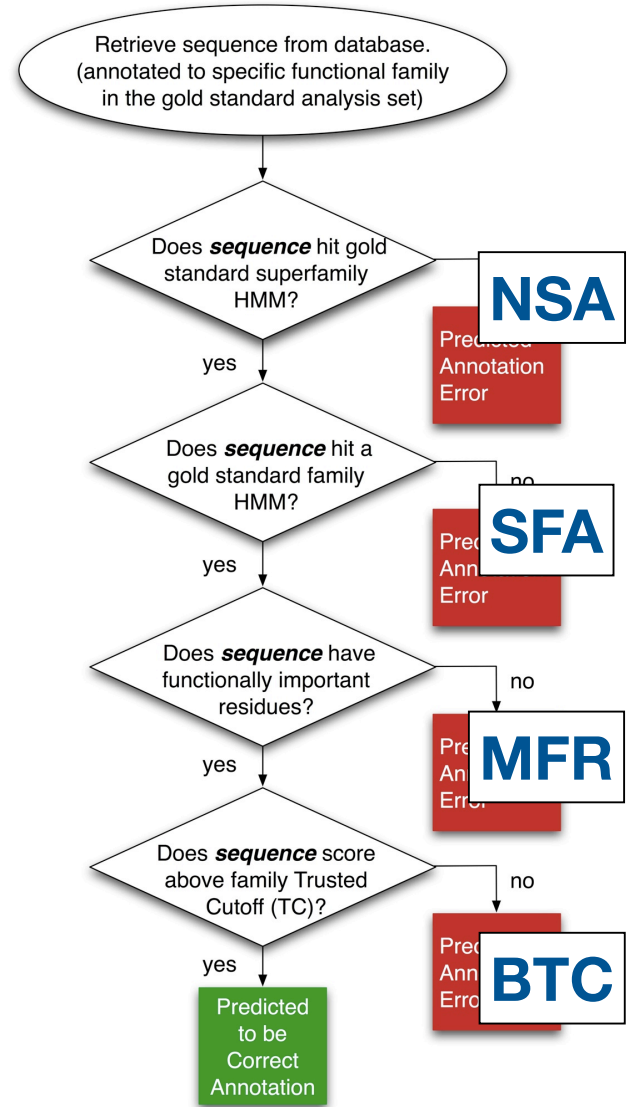 Retrieve sequence from database.
(annotated to specific functional family
in the gold standard analysis set)
Does sequence hit gold
standard superfamily
HMM?
NSA
Annotation
Error
yes
Does sequence hit a
gold standard family
HMM?
no
SFA
Error
yes
Does sequence have
functionally important
residues?
no
MFR
yes
Does sequence score
above family Trusted
Cutoff (TC)?
no
BTC
yes
Predicted
to be
Correct
Annotation